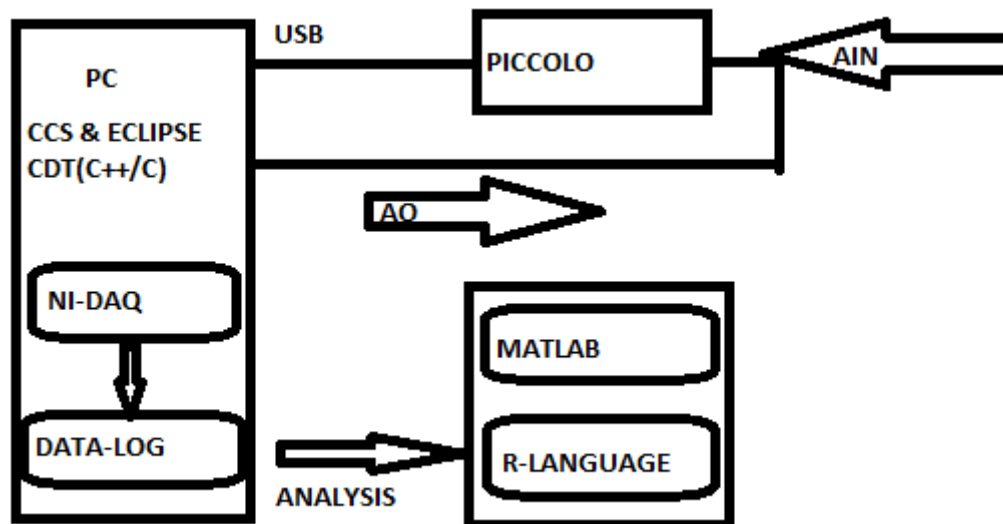 USB
PICCOLO
AIN
PC
CCS & ECLIPSE
CDT(C++/C)
AO
NI-DAQ
MATLAB
DATA-LOG
R-LANGUAGE
ANALYSIS